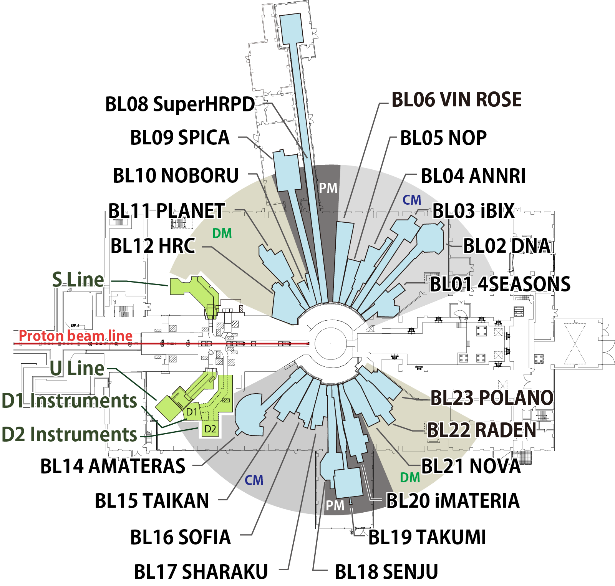 BL08 SuperHRPD
BL06 VIN ROSE
BL09 SPICA
BL05 NOP
BL10 NOBORU
PM
BL04 ANNRI
CM
BL11 PLANET
BL03 iBIX
DM
BL12 HRC
BL02 DNA
S Line
BL01 4SEASONS
Proton beam line
U Line
D1 Instruments
D1
BL23 POLANO
D2 Instruments
D2
BL22 RADEN
BL14 AMATERAS
BL21 NOVA
CM
DM
BL15 TAIKAN
BL20 iMATERIA
PM
BL16 SOFIA
BL19 TAKUMI
BL17 SHARAKU
BL18 SENJU